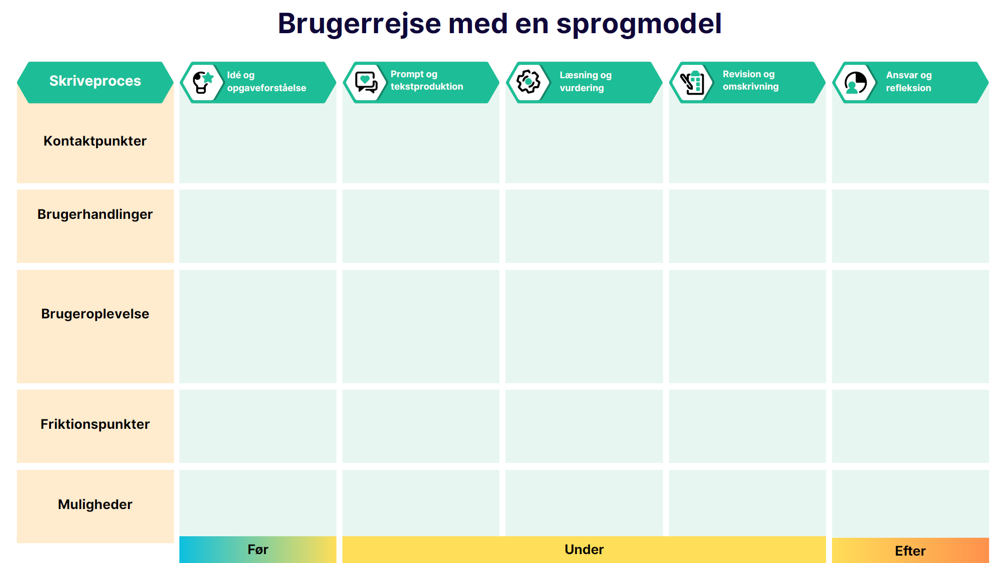 Brugerrejse med en sprogmodel
Skriveproces
Idé og
opgaveforståelse
Prompt og
tekstproduktion
Læsning og
vurdering
Revision og
omskrivning
Ansvar og
refleksion
Kontaktpunkter
Brugerhandlinger
Brugeroplevelse
Friktionspunkter
Muligheder
Før
Under
Efter